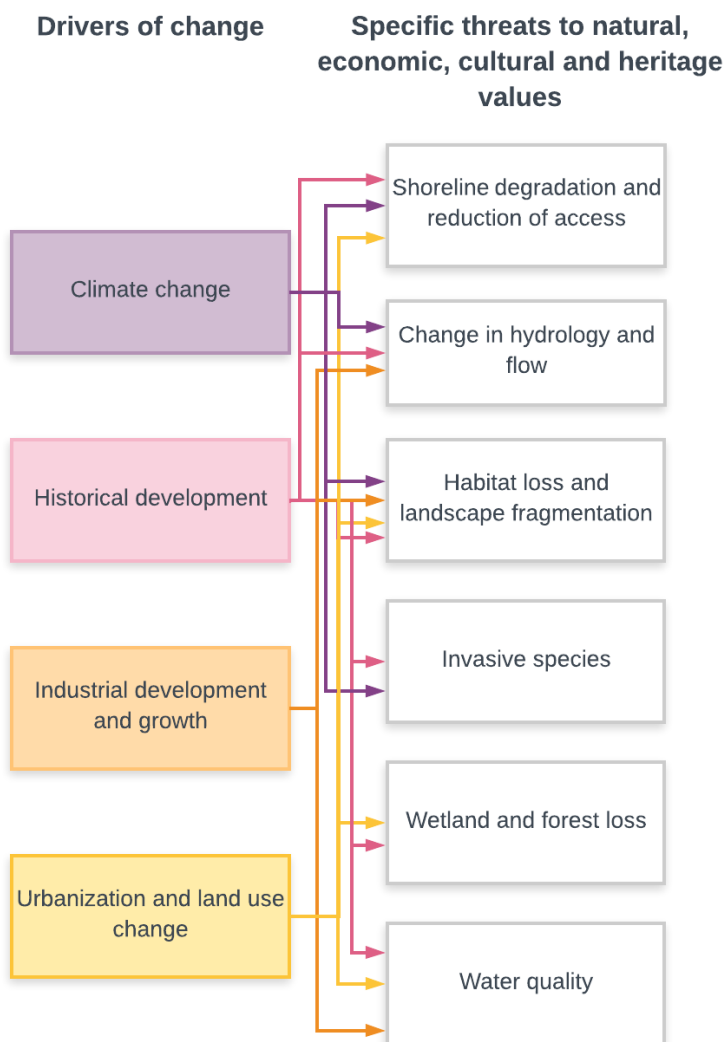 Drivers of change
Specific threats to natural,
economic, cultural and heritage
values
Climate change
Historical development
Industrial development
and growth
Urbanization and land use
change
Shoreline degradation and
reduction of access
Change in hydrology and
flow
Habitat loss and
landscape fragmentation
Invasive species
Wetland and forest loss
Water quality